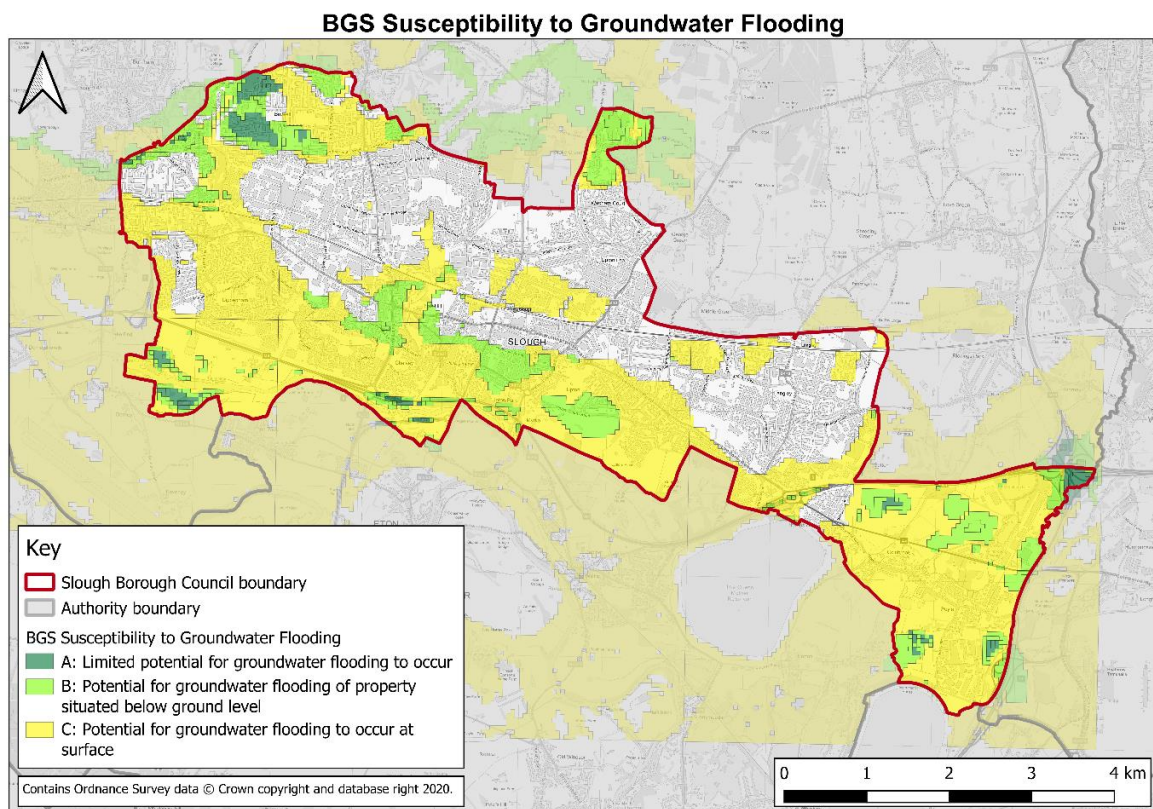 BGS Susceptibility to Groundwater Flooding
SLOUGH
ETON
Key
Slough Borough Council boundary
Authority boundary
BGS Susceptibility to Groundwater Flooding
A: Limited potential for groundwater flooding to occur
B: Potential for groundwater flooding of property
situated below ground level
C: Potential for groundwater flooding to occur at
surface
Contains Ordnance Survey data © Crown copyright and database right 2020.
0 1 2 3 4 km